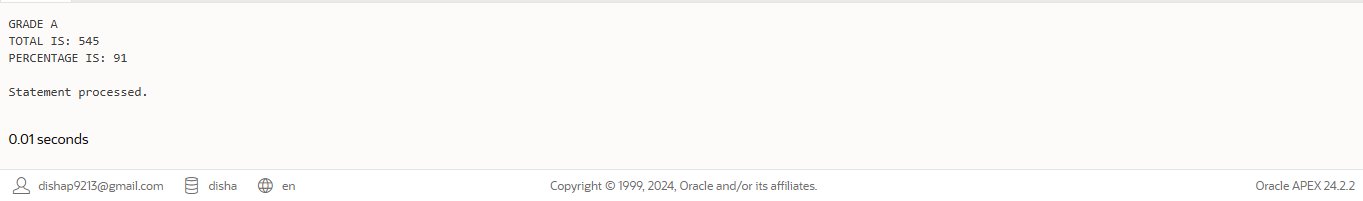 GRADE A
TOTAL IS: 545
PERCENTAGE IS: 91
Statement processed.
0.01 seconds
dishap9213@gmail.com disha en Copyright © 1999, 2024, Oracle and/or its affiliates. Oracle APEX 24.2.2